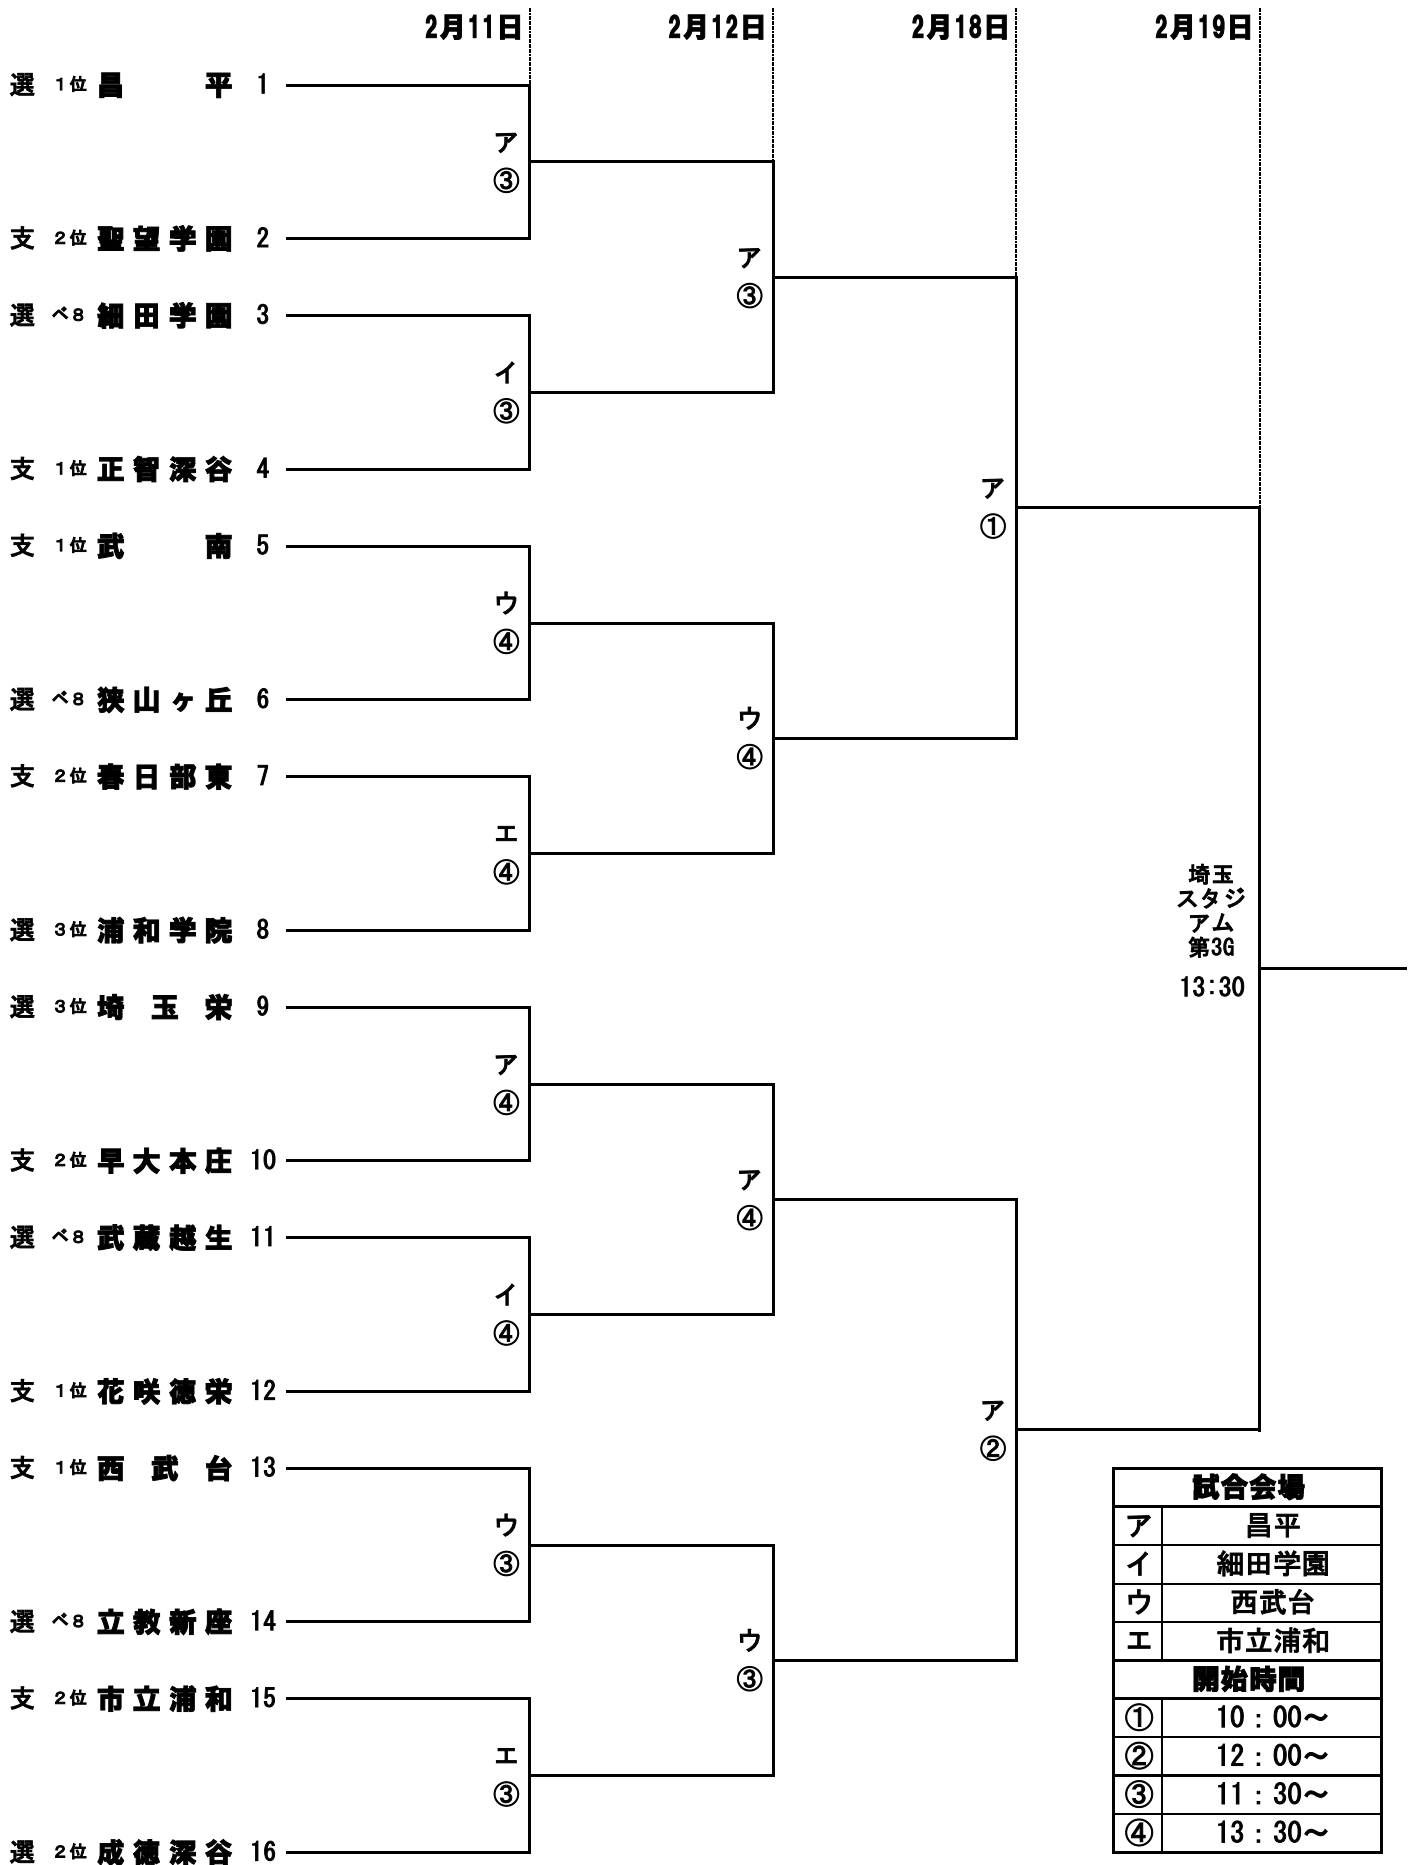 2月11日 2月12日 2月18日 2月19日
選 1位 昌平 1
ア
③
支 2位 聖望学園 2
ア
③
選 ベ8 細田学園 3
イ
③
支 1位 正智深谷 4
ア
①
支 1位 武南 5
ウ
④
選 ベ8 狭山ヶ丘 6
ウ
④
支 2位 春日部東 7
エ
④
埼玉
スタジ
アム
第3G
13:30
選 3位 浦和学院 8
選 3位 埼玉栄 9
ア
④
支 2位 早大本庄 10
ア
④
選 ベ8 武蔵越生 11
イ
④
支 1位 花咲徳栄 12
ア
②
支 1位 西武台 13
ウ
③
選 ベ8 立教新座 14
ウ
③
支 2位 市立浦和 15
エ
③
選 2位 成徳深谷 16
試合会場
ア 昌平
イ 細田学園
ウ 西武台
エ 市立浦和
開始時間
① 10：00～
② 12：00～
③ 11：30～
④ 13：30～